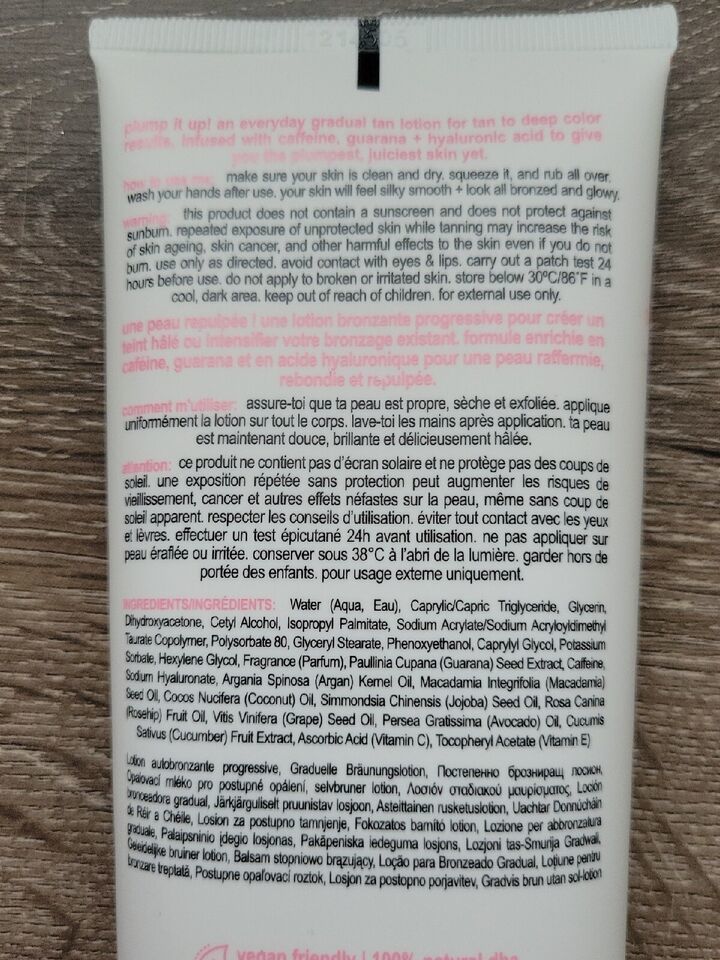 plump it up! an everyday gradual tan lotion for tan to deep color
results. infused with caffeine, guarana + hyaluronic acid to give
you the plumpest, juiciest skin yet.
how to use me: make sure your skin is clean and dry. squeeze it, and rub all over.
wash your hands after use. your skin will feel silky smooth + look all bronzed and glowy.
warning: this product does not contain a sunscreen and does not protect against
sunburn. repeated exposure of unprotected skin while tanning may increase the risk
of skin ageing, skin cancer, and other harmful effects to the skin even if you do not
burn. use only as directed. avoid contact with eyes & lips. carry out a patch test 24
hours before use. do not apply to broken or irritated skin. store below 30ºC/86˚F in a
cool, dark area. keep out of reach of children. for external use only.
une peau repulpée ! une lotion bronzante progressive pour créer un
teint hâlé ou intensifier votre bronzage existant. formule enrichie en
caféine, guarana et en acide hyaluronique pour une peau raffermie,
rebondie et repulpée.
comment m'utiliser: assure-toi que ta peau est propre, sèche et exfoliée. applique
uniformément la lotion sur tout le corps. lave-toi les mains après application. ta peau
est maintenant douce, brillante et délicieusement hâlée.
attention: ce produit ne contient pas d'écran solaire et ne protège pas des coups de
soleil. une exposition répétée sans protection peut augmenter les risques de
vieillissement, cancer et autres effets néfastes sur la peau, même sans coup de
soleil apparent. respecter les conseils d'utilisation. éviter tout contact avec les yeux
et lèvres. effectuer un test épicutané 24h avant utilisation. ne pas appliquer sur
peau éraflée ou irritée. conserver sous 38°C à l'abri de la lumière. garder hors de
portée des enfants. pour usage externe uniquement.
INGREDIENTS/INGRÉDIENTS: Water (Aqua, Eau), Caprylic/Capric Triglyceride, Glycerin,
Dihydroxyacetone, Cetyl Alcohol, Isopropyl Palmitate, Sodium Acrylate/Sodium Acryloyldimethyl
Taurate Copolymer, Polysorbate 80, Glyceryl Stearate, Phenoxyethanol, Caprylyl Glycol, Potassium
Sorbate, Hexylene Glycol, Fragrance (Parfum), Paullinia Cupana (Guarana) Seed Extract, Caffeine,
Sodium Hyaluronate, Argania Spinosa (Argan) Kernel Oil, Macadamia Integrifolia (Macadamia)
Seed Oil, Cocos Nucifera (Coconut) Oil, Simmondsia Chinensis (Jojoba) Seed Oil, Rosa Canina
(Rosehip) Fruit Oil, Vitis Vinifera (Grape) Seed Oil, Persea Gratissima (Avocado) Oil, Cucumis
Sativus (Cucumber) Fruit Extract, Ascorbic Acid (Vitamin C), Tocopheryl Acetate (Vitamin E)
Lotion autobronzante progressive, Graduelle Bräunungslotion, Постепенно бронзиращ лосион,
Opalovací mléko pro postupné opálení, selvbruner lotion, Λοσιόν σταδιακού μαυρίσματος, Loción
bronceadora gradual, Järkjärguliselt pruunistav losjoon, Asteittainen rusketuslotion, Uachtar Donnúcháin
de Réir a Chéile, Losion za postupno tamnjenje, Fokozatos barnító lotion, Lozione per abbronzatura
graduale, Palaipsninio įdegio losjonas, Pakāpeniska iedeguma losjons, Lozjoni tas-Smurija Gradwali,
Geleidelijke bruiner lotion, Balsam stopniowo brązujący, Loção para Bronzeado Gradual, Loțiune pentru
bronzare treptată, Postupne opaľovací roztok, Losjon za postopno porjavitev, Gradvis brun utan sol-lotion
vegan friendly | 100% natural dha